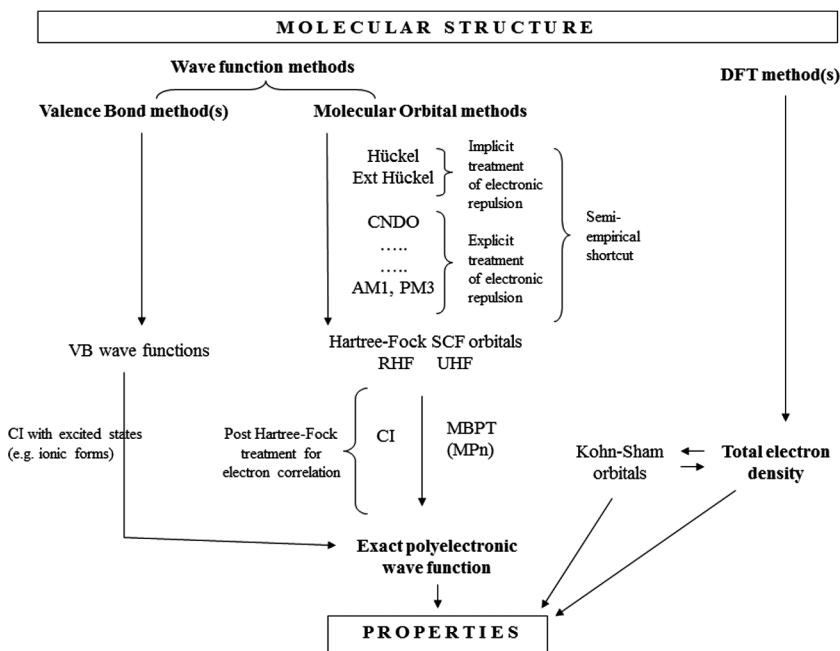 MOLECULAR STRUCTURE
Wave function methods
DFT method(s)
Valence Bond method(s)
Molecular Orbital methods
Hückel
Ext Hückel
Implicit
treatment
of electronic
repulsion
CNDO
.....
.....
AM1, PM3
Explicit
treatment
of electronic
repulsion
Semi-
empirical
shortcut
VB wave functions
Hartree-Fock SCF orbitals
RHF UHF
CI with excited states
(e.g. ionic forms)
Post Hartree-Fock
treatment for
electron correlation
CI
MBPT
(MPn)
Kohn-Sham
orbitals
Total electron
density
Exact polyelectronic
wave function
PROPERTIES